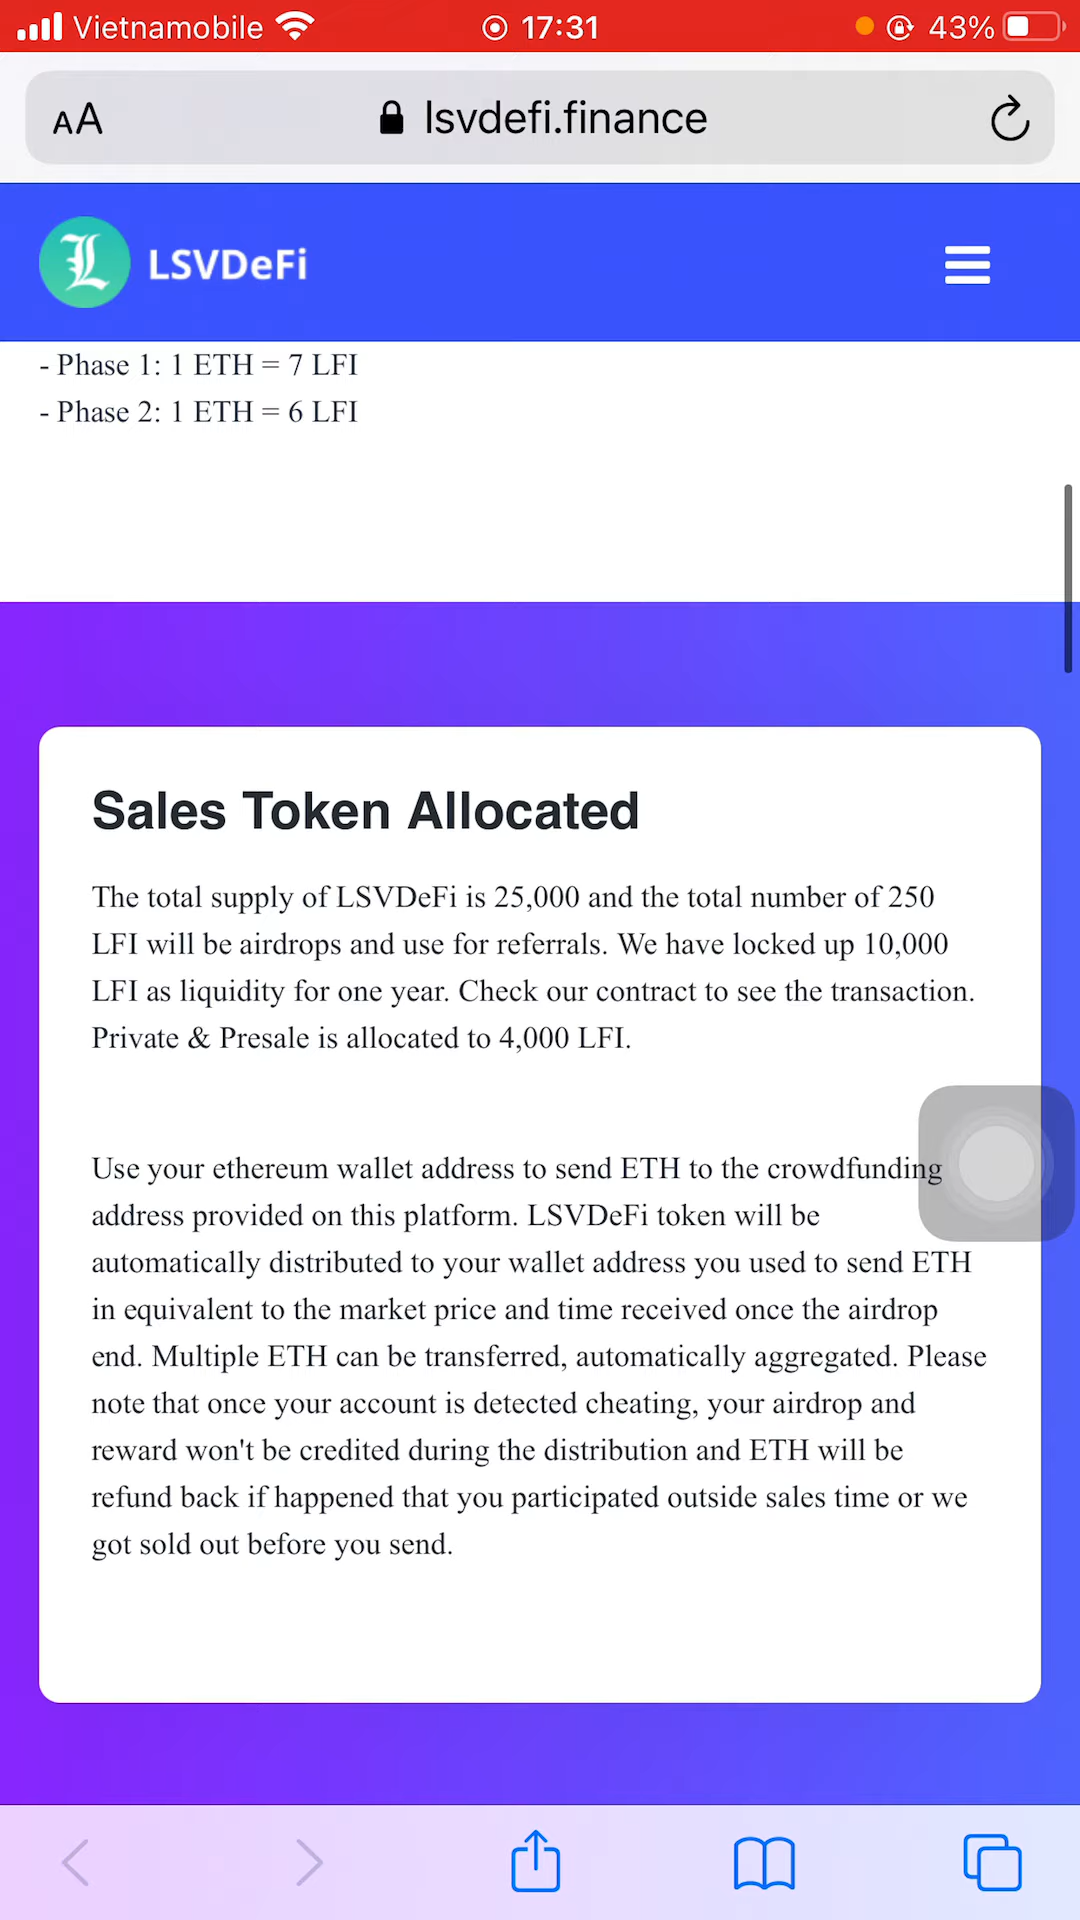 Vietnamobile 17:31 43%
AA lsvdefi.finance
L LSVDeFi
- Phase 1: 1 ETH = 7 LFI
- Phase 2: 1 ETH = 6 LFI
Sales Token Allocated
The total supply of LSVDeFi is 25,000 and the total number of 250
LFI will be airdrops and use for referrals. We have locked up 10,000
LFI as liquidity for one year. Check our contract to see the transaction.
Private & Presale is allocated to 4,000 LFI.
Use your ethereum wallet address to send ETH to the crowdfunding
address provided on this platform. LSVDeFi token will be
automatically distributed to your wallet address you used to send ETH
in equivalent to the market price and time received once the airdrop
end. Multiple ETH can be transferred, automatically aggregated. Please
note that once your account is detected cheating, your airdrop and
reward won't be credited during the distribution and ETH will be
refund back if happened that you participated outside sales time or we
got sold out before you send.